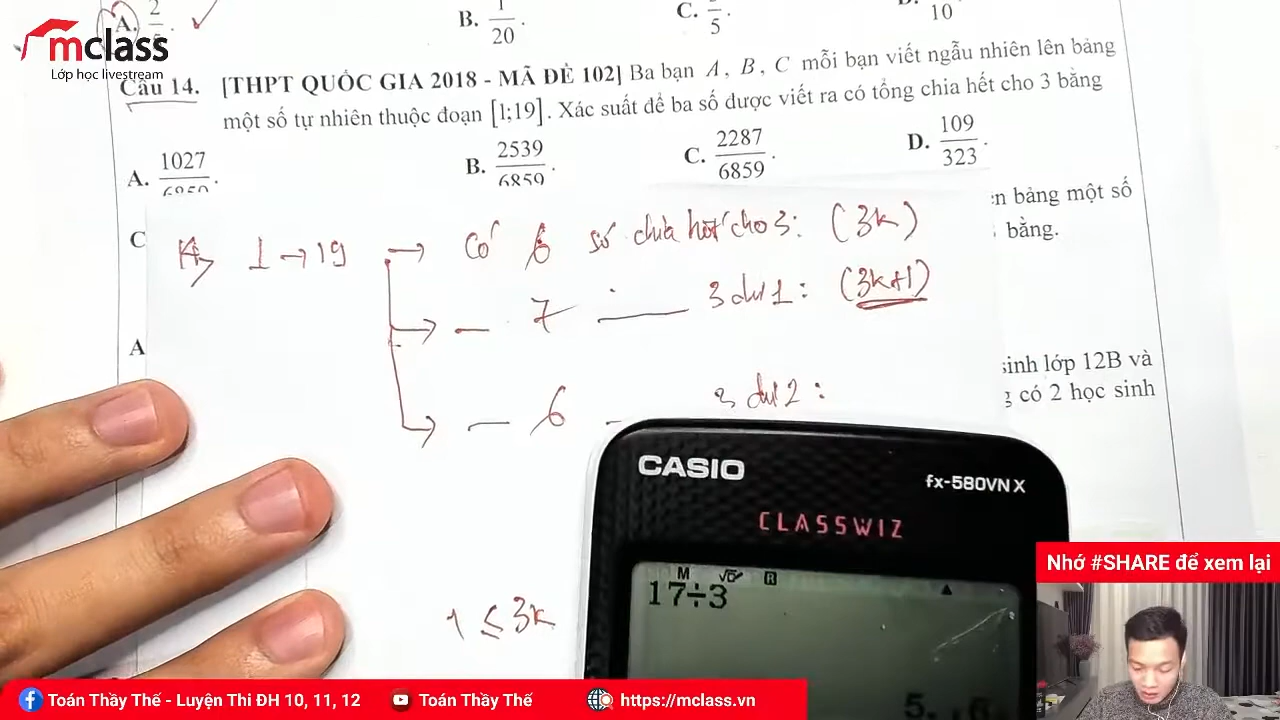 A. 2
B. 1/20.
C. /5.
D. /10
mclass
Lớp học livestream
Câu 14. [THPT QUỐC GIA 2018 - MÃ ĐỀ 102] Ba bạn A, B, C mỗi bạn viết ngẫu nhiên lên bảng
một số tự nhiên thuộc đoạn [1;19]. Xác suất để ba số được viết ra có tổng chia hết cho 3 bằng
A. 1027/6859.
B. 2539/6859.
C. 2287/6859.
D. 109/323.
ên bảng một số
C
bằng.
1 → 19 → Có 6 số chia hết cho 3: (3k)
→ — 7 —— 3 dư 1: (3k+1)
A
sinh lớp 12B và
có 2 học sinh
→ — 6 — 3 dư 2:
CASIO
fx-580VN X
CLASSWIZ
M √ R
17÷3
1 ≤ 3k
Nhớ #SHARE để xem lại
Toán Thầy Thế - Luyện Thi ĐH 10, 11, 12
Toán Thầy Thế
https://mclass.vn